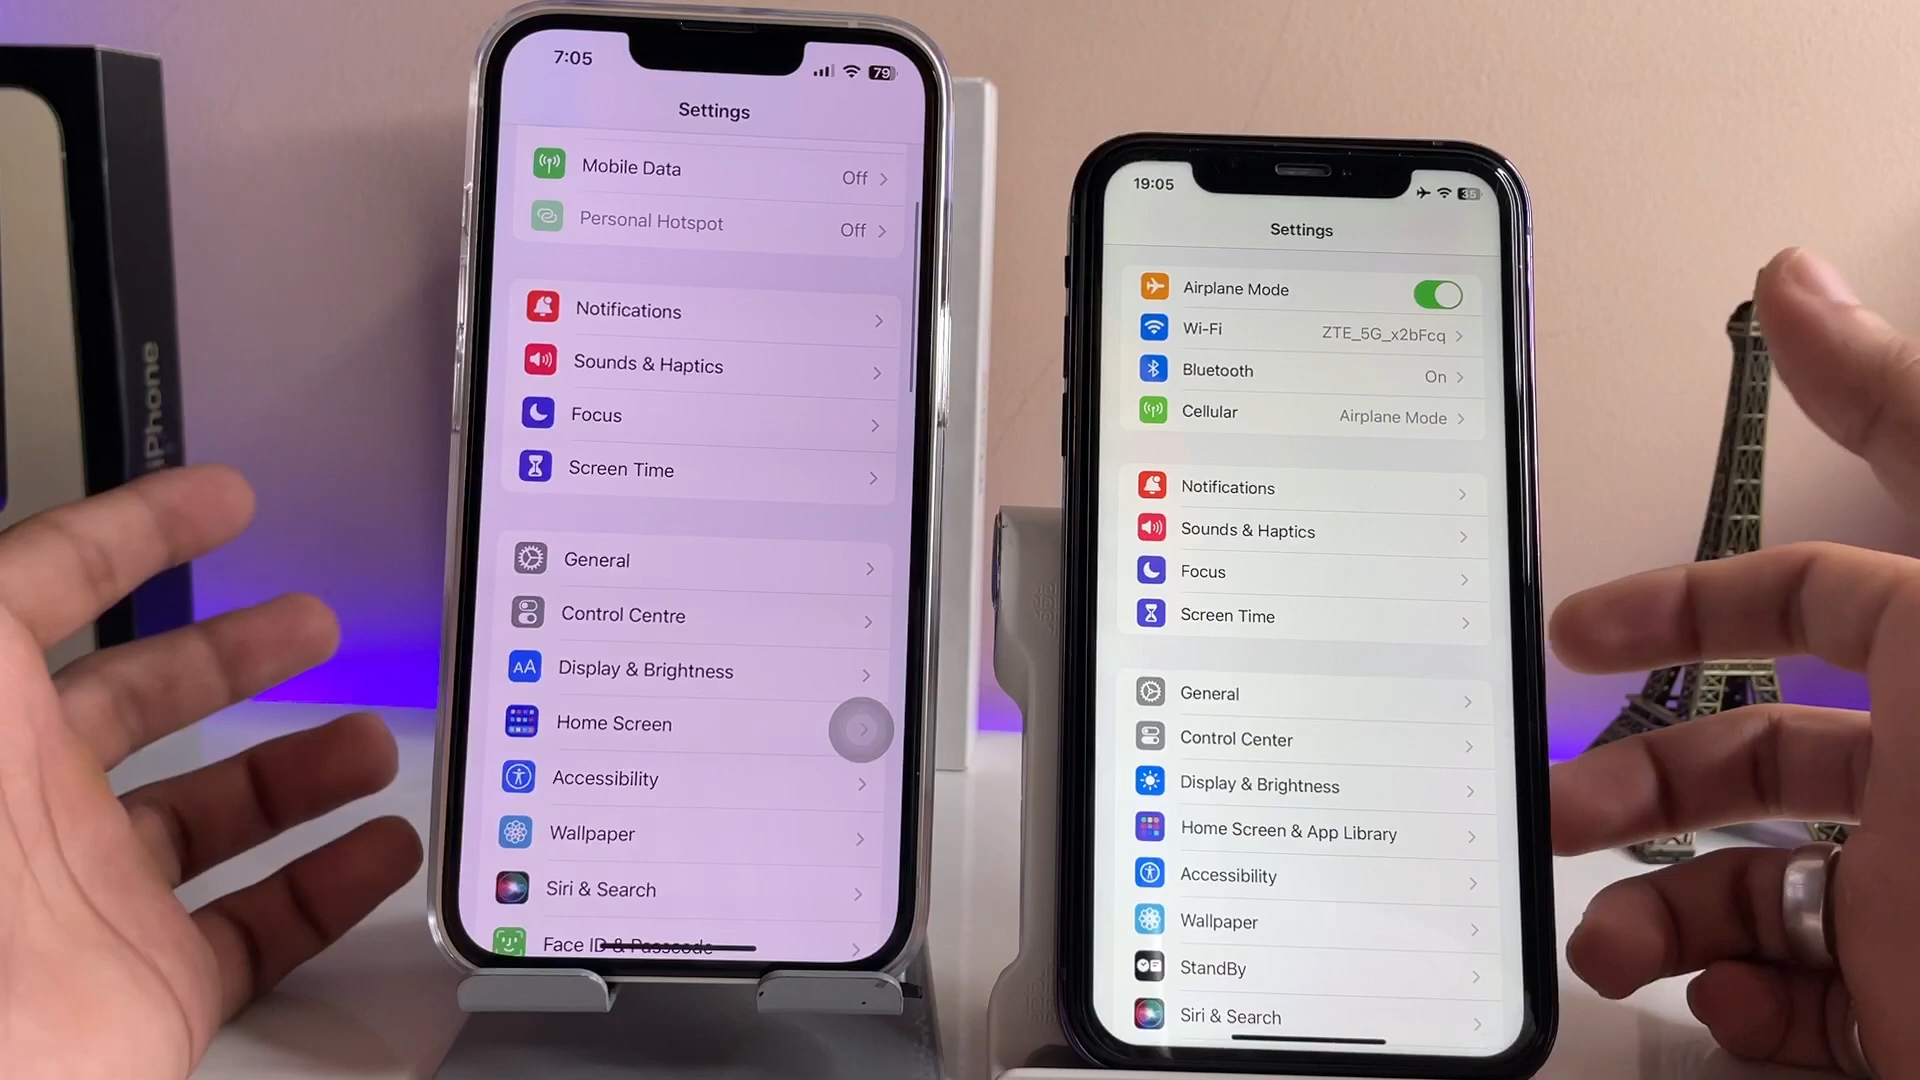 iPhone
7:05
79
Settings
Mobile Data
Off
Personal Hotspot
Off
Notifications
Sounds & Haptics
Focus
Screen Time
General
Control Centre
AA
Display & Brightness
Home Screen
Accessibility
Wallpaper
Siri & Search
Face ID & Passcode
19:05
35
Settings
Airplane Mode
Wi-Fi
ZTE_5G_x2bFcq
Bluetooth
On
Cellular
Airplane Mode
Notifications
Sounds & Haptics
Focus
Screen Time
General
Control Center
Display & Brightness
Home Screen & App Library
Accessibility
Wallpaper
StandBy
Siri & Search